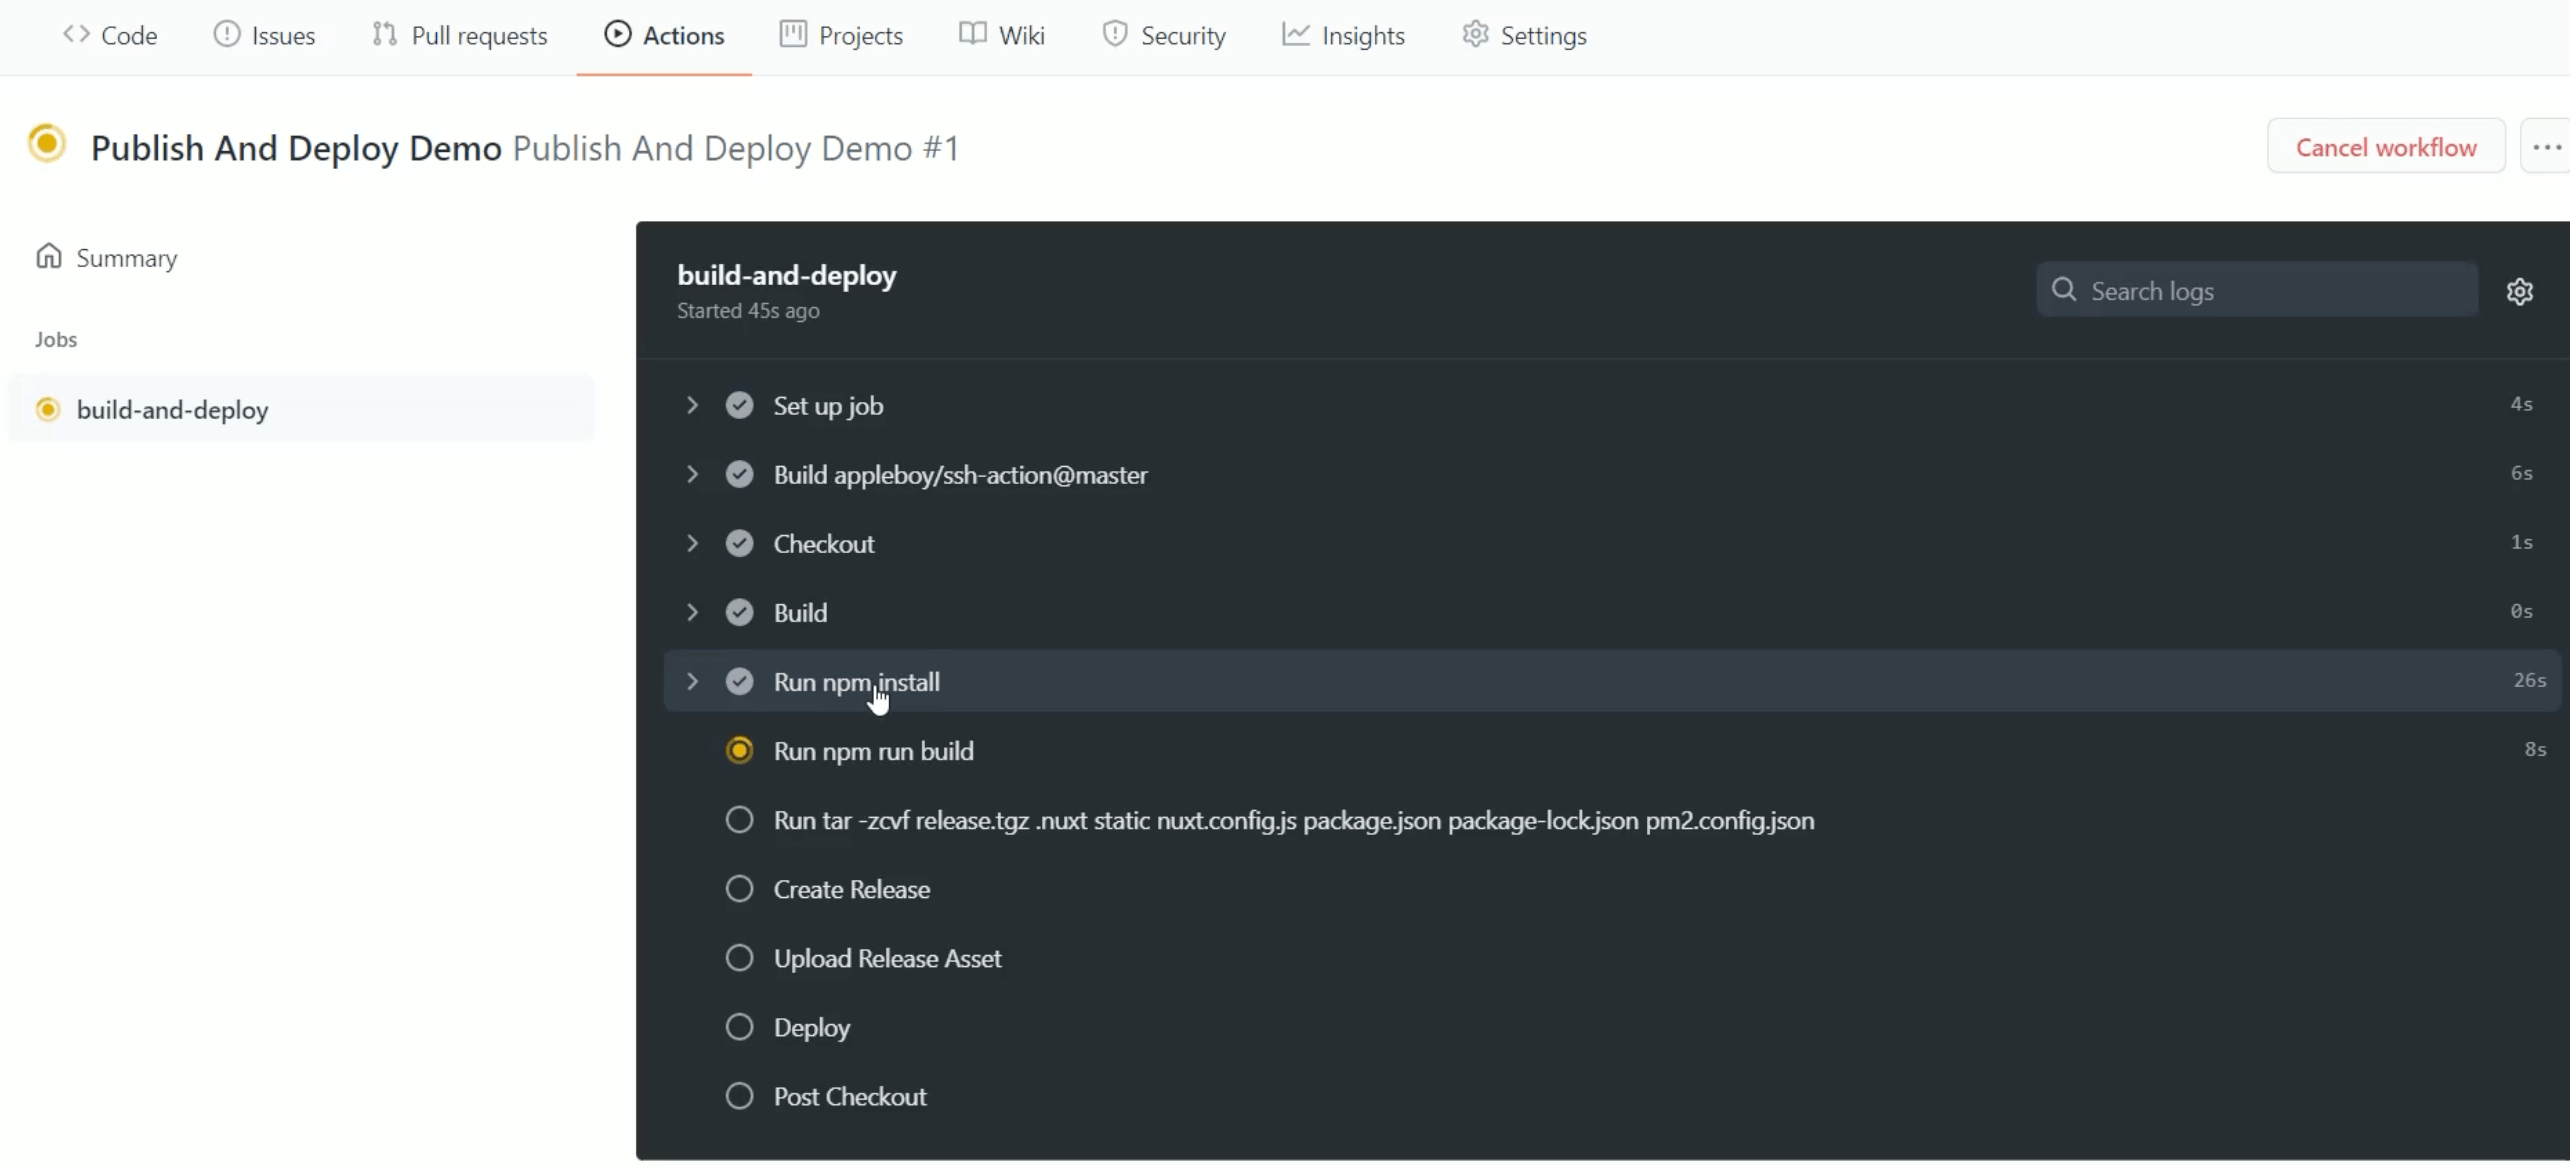 Code Issues Pull requests Actions Projects Wiki Security Insights Settings
Publish And Deploy Demo Publish And Deploy Demo #1
Cancel workflow ...
Summary
Jobs
build-and-deploy
build-and-deploy
Started 45s ago
Search logs
Set up job 4s
Build appleboy/ssh-action@master 6s
Checkout 1s
Build 0s
Run npm install 26s
Run npm run build 8s
Run tar -zcvf release.tgz .nuxt static nuxt.config.js package.json package-lock.json pm2.config.json
Create Release
Upload Release Asset
Deploy
Post Checkout